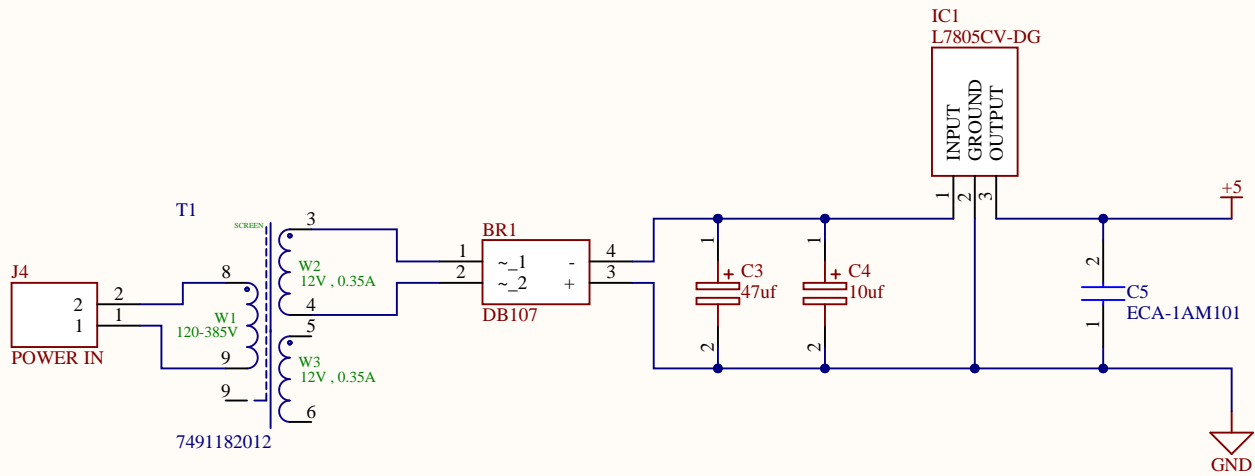 IC1
L7805CV-DG
INPUT
GROUND
OUTPUT
1
2
3
+5
T1
SCREEN
3
BR1
W2
12V , 0.35A
1
~_1
-
4
2
~_2
+
3
DB107
1
C3
47uf
2
1
C4
10uf
2
2
C5
ECA-1AM101
1
J4
8
2
2
1
1
W1
120-385V
POWER IN
9
4
5
W3
12V , 0.35A
9
6
7491182012
GND